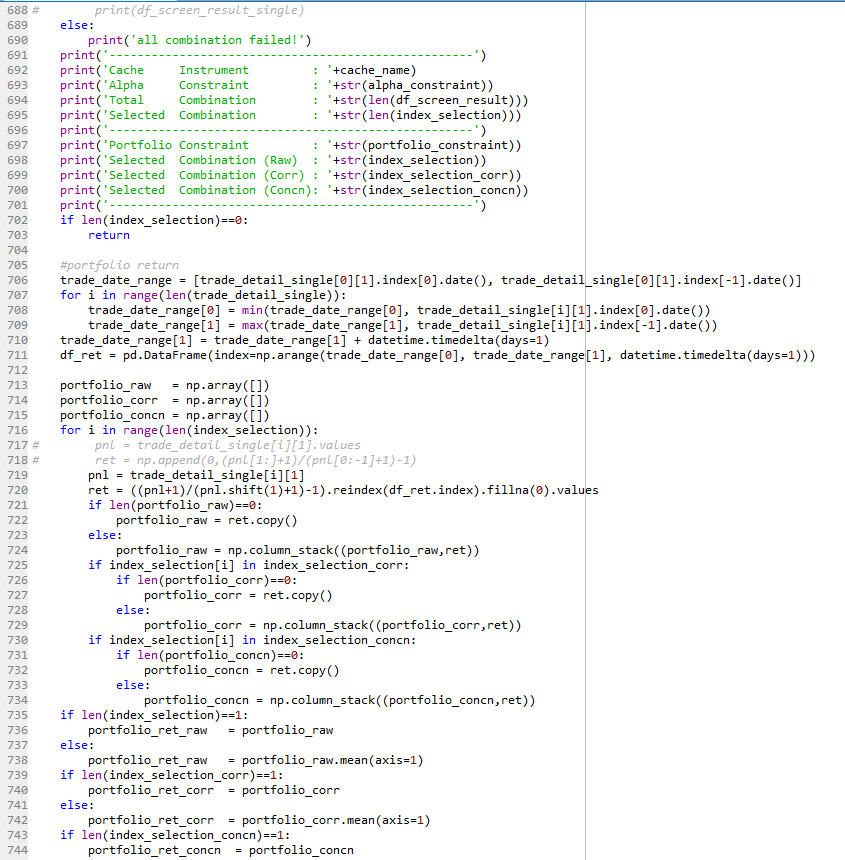 688 #        print(df_screen_result_single)
689     else:
690         print('all combination failed!')
691     print('----------------------------------------------------')
692     print('Cache     Instrument         : '+cache_name)
693     print('Alpha     Constraint         : '+str(alpha_constraint))
694     print('Total     Combination        : '+str(len(df_screen_result)))
695     print('Selected  Combination        : '+str(len(index_selection)))
696     print('----------------------------------------------------')
697     print('Portfolio Constraint         : '+str(portfolio_constraint))
698     print('Selected  Combination (Raw)  : '+str(index_selection))
699     print('Selected  Combination (Corr) : '+str(index_selection_corr))
700     print('Selected  Combination (Concn): '+str(index_selection_concn))
701     print('----------------------------------------------------')
702     if len(index_selection)==0:
703         return
704
705     #portfolio return
706     trade_date_range = [trade_detail_single[0][1].index[0].date(), trade_detail_single[0][1].index[-1].date()]
707     for i in range(len(trade_detail_single)):
708         trade_date_range[0] = min(trade_date_range[0], trade_detail_single[i][1].index[0].date())
709         trade_date_range[1] = max(trade_date_range[1], trade_detail_single[i][1].index[-1].date())
710     trade_date_range[1] = trade_date_range[1] + datetime.timedelta(days=1)
711     df_ret = pd.DataFrame(index=np.arange(trade_date_range[0], trade_date_range[1], datetime.timedelta(days=1)))
712
713     portfolio_raw   = np.array([])
714     portfolio_corr  = np.array([])
715     portfolio_concn = np.array([])
716     for i in range(len(index_selection)):
717 #        pnl = trade_detail_single[i][1].values
718 #        ret = np.append(0,(pnl[1:]+1)/(pnl[0:-1]+1)-1)
719         pnl = trade_detail_single[i][1]
720         ret = ((pnl+1)/(pnl.shift(1)+1)-1).reindex(df_ret.index).fillna(0).values
721         if len(portfolio_raw)==0:
722             portfolio_raw = ret.copy()
723         else:
724             portfolio_raw = np.column_stack((portfolio_raw,ret))
725         if index_selection[i] in index_selection_corr:
726             if len(portfolio_corr)==0:
727                 portfolio_corr = ret.copy()
728             else:
729                 portfolio_corr = np.column_stack((portfolio_corr,ret))
730         if index_selection[i] in index_selection_concn:
731             if len(portfolio_concn)==0:
732                 portfolio_concn = ret.copy()
733             else:
734                 portfolio_concn = np.column_stack((portfolio_concn,ret))
735     if len(index_selection)==1:
736         portfolio_ret_raw   = portfolio_raw
737     else:
738         portfolio_ret_raw   = portfolio_raw.mean(axis=1)
739     if len(index_selection_corr)==1:
740         portfolio_ret_corr  = portfolio_corr
741     else:
742         portfolio_ret_corr  = portfolio_corr.mean(axis=1)
743     if len(index_selection_concn)==1:
744         portfolio_ret_concn  = portfolio_concn